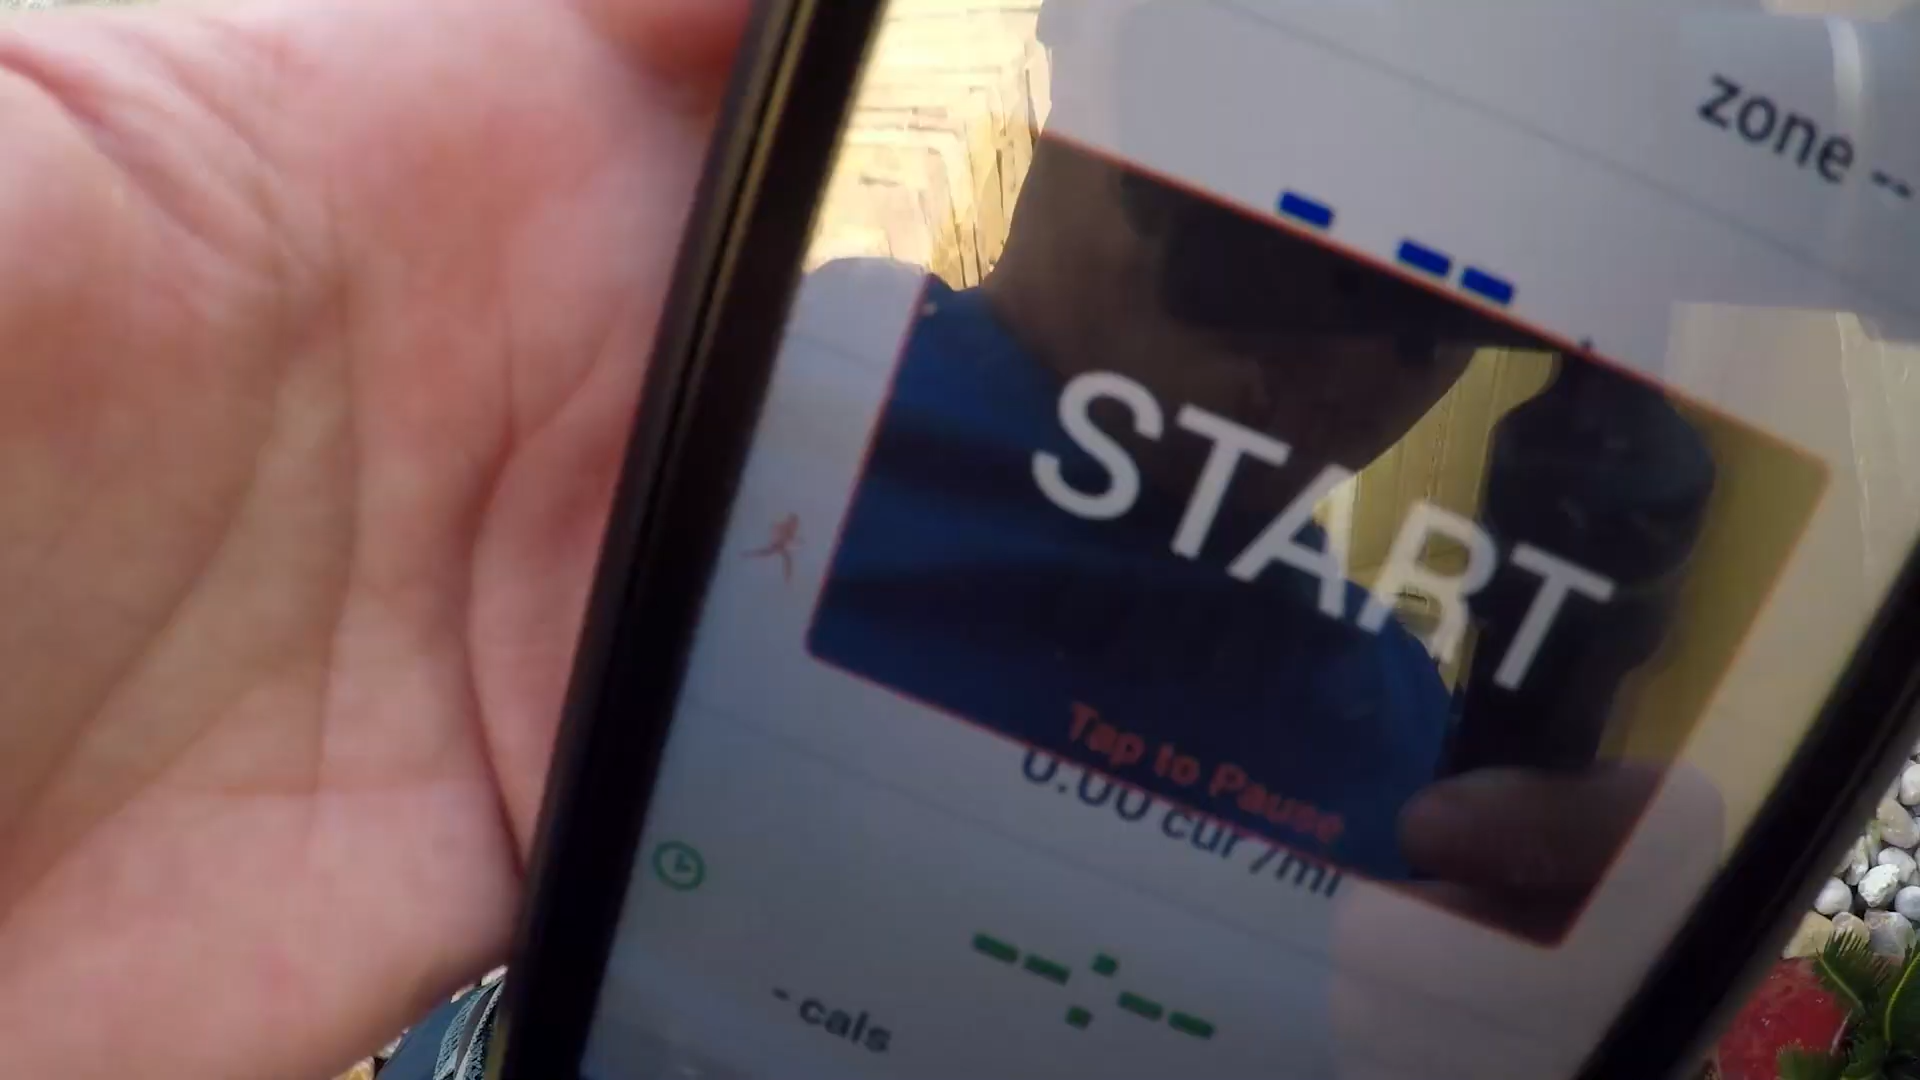 zone --
-.--
START
Tap to Pause
0.00 cur/mi
--:--
- cals